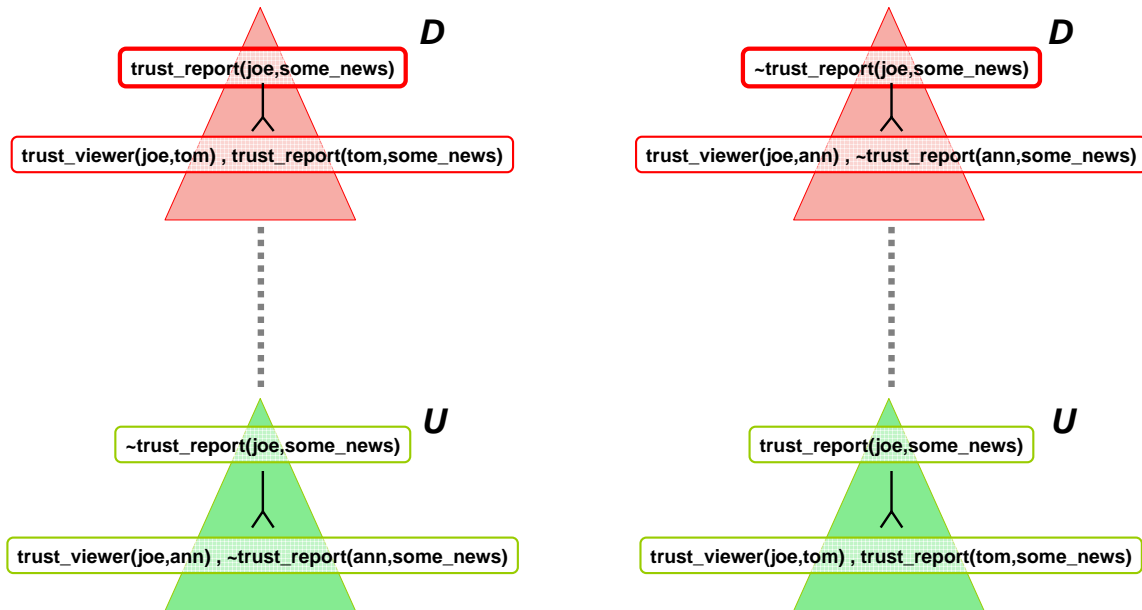 D
trust_report(joe,some_news)
trust_viewer(joe,tom) , trust_report(tom,some_news)
U
~trust_report(joe,some_news)
trust_viewer(joe,ann) , ~trust_report(ann,some_news)
D
~trust_report(joe,some_news)
trust_viewer(joe,ann) , ~trust_report(ann,some_news)
U
trust_report(joe,some_news)
trust_viewer(joe,tom) , trust_report(tom,some_news)